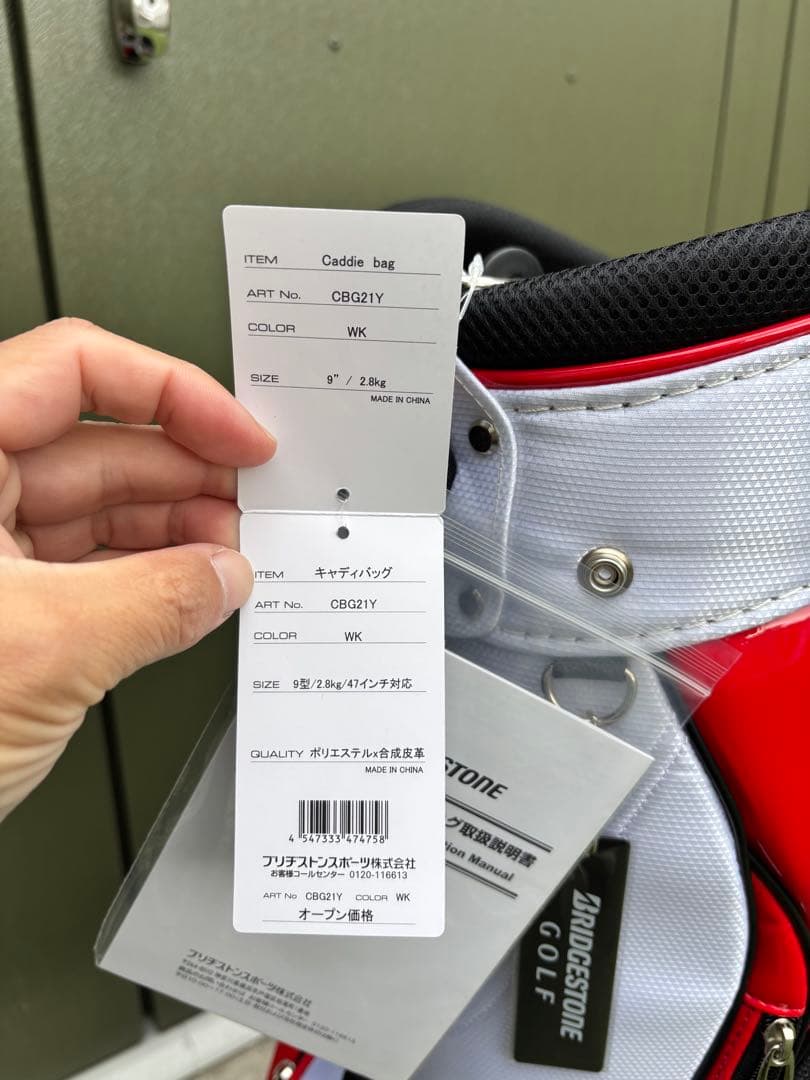 ITEM Caddie bag
ART No. CBG21Y
COLOR WK
SIZE 9” / 2.8kg
MADE IN CHINA
ITEM キャディバッグ
ART No. CBG21Y
COLOR WK
SIZE 9型/2.8kg/47インチ対応
QUALITY ポリエステルx合成皮革
MADE IN CHINA
4 547333 474758
ブリヂストンスポーツ株式会社
お客様コールセンター 0120-116613
ART No CBG21Y COLOR WK
オープン価格
STONE
グ取扱説明書
tion Manual
ブリヂストンスポーツ株式会社
BRIDGESTONE
GOLF